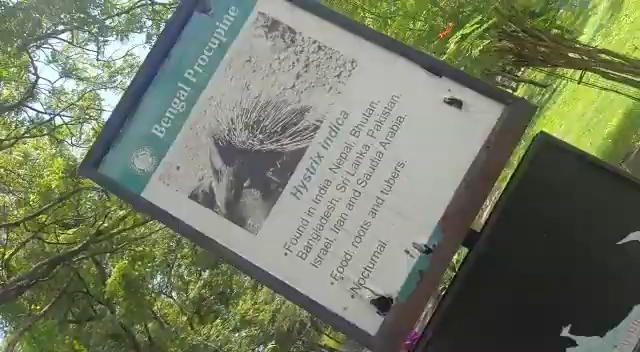 Bengal Procupine
Hystrix Indica
•Found in India, Nepal, Bhutan,
Bangladesh, Sri Lanka, Pakistan,
Israel, Iran and Saudia Arabia.
•Food: roots and tubers.
•Nocturnal.